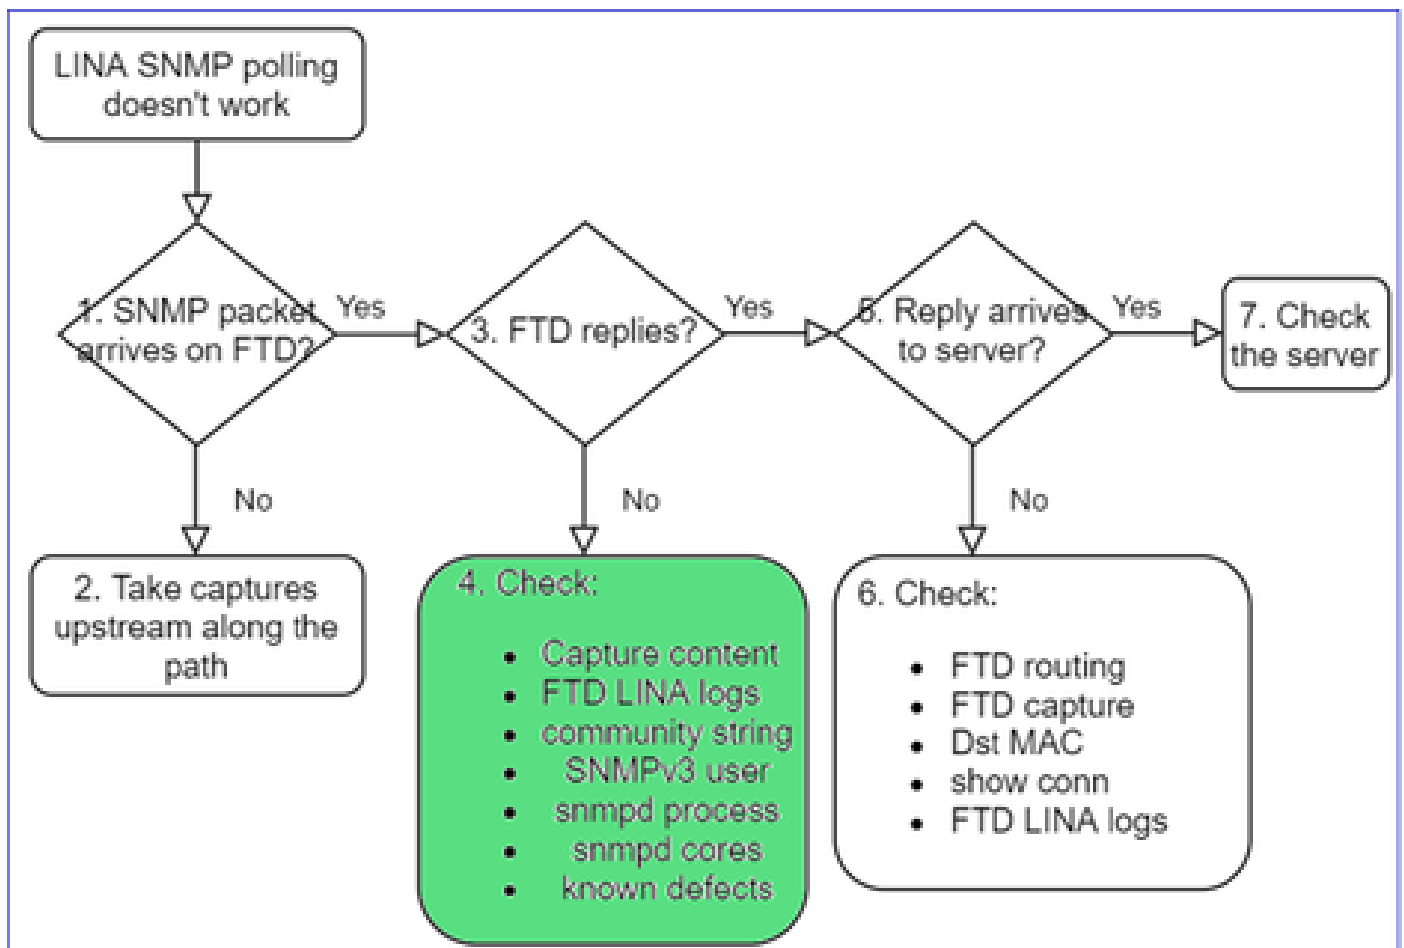 LINA SNMP polling
doesn't work
1. SNMP packet
arrives on FTD?
Yes
3. FTD replies?
Yes
5. Reply arrives
to server?
Yes
7. Check
the server
No
No
No
2. Take captures
upstream along the
path
4. Check:
• Capture content
• FTD LINA logs
• community string
• SNMPv3 user
• snmpd process
• snmpd cores
• known defects
6. Check:
• FTD routing
• FTD capture
• Dst MAC
• show conn
• FTD LINA logs